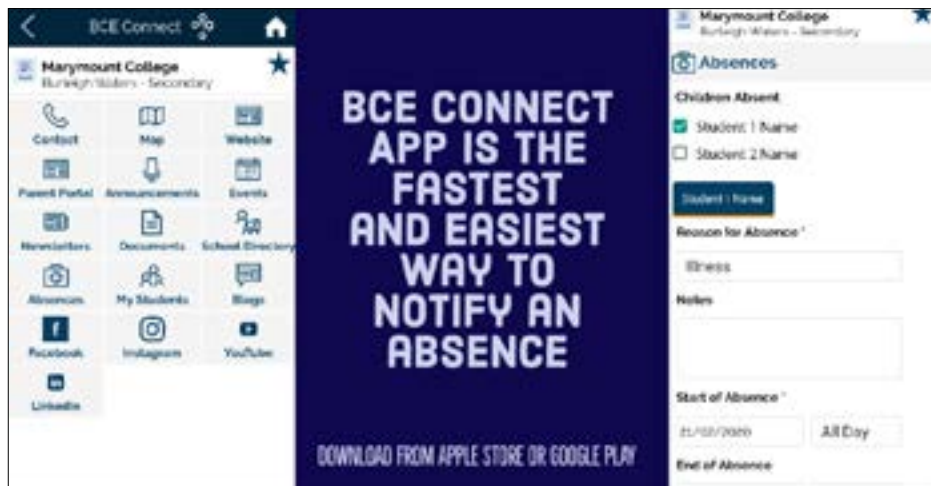 BCE Connect
Marymount College
Burleigh Waters - Secondary
Contact Map Website
Parent Portal Announcements Events
Newsletters Documents School Directory
Absences My Students Blogs
Facebook Instagram YouTube
LinkedIn
BCE CONNECT
APP IS THE
FASTEST
AND EASIEST
WAY TO
NOTIFY AN
ABSENCE
DOWNLOAD FROM APPLE STORE OR GOOGLE PLAY
Marymount College
Burleigh Waters - Secondary
Absences
Children Absent
Student 1 Name
Student 2 Name
Student 1 Name
Reason for Absence *
Illness
Notes
Start of Absence *
All Day
End of Absence